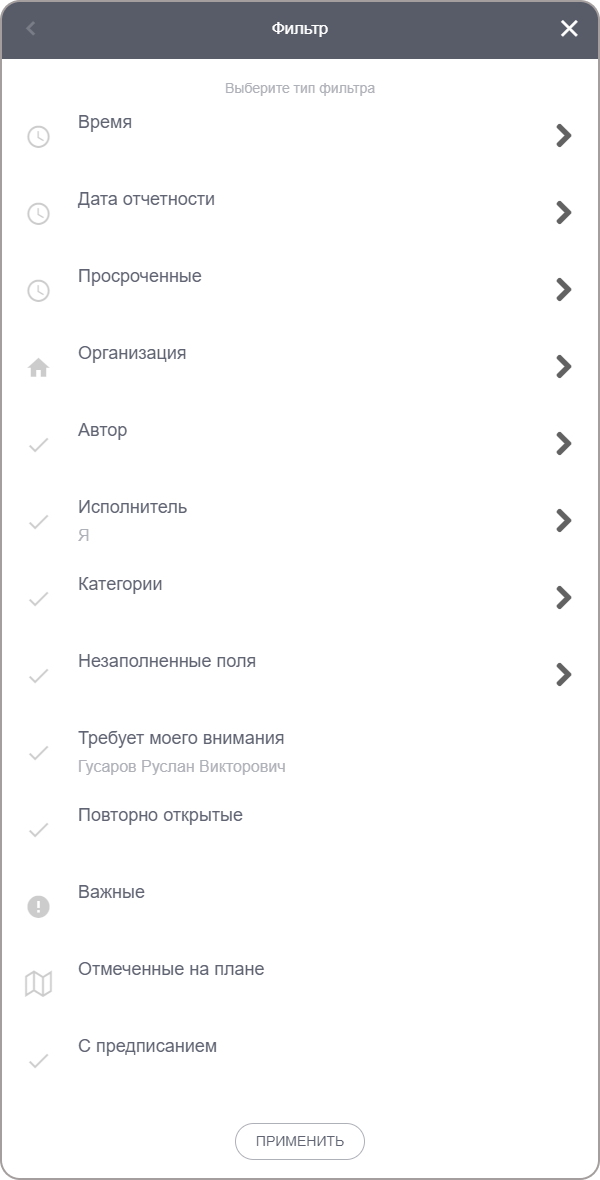 Фильтр
Выберите тип фильтра
Время
Дата отчетности
Просроченные
Организация
Автор
Исполнитель
Я
Категории
Незаполненные поля
Требует моего внимания
Гусаров Руслан Викторович
Повторно открытые
Важные
Отмеченные на плане
С предписанием
ПРИМЕНИТЬ